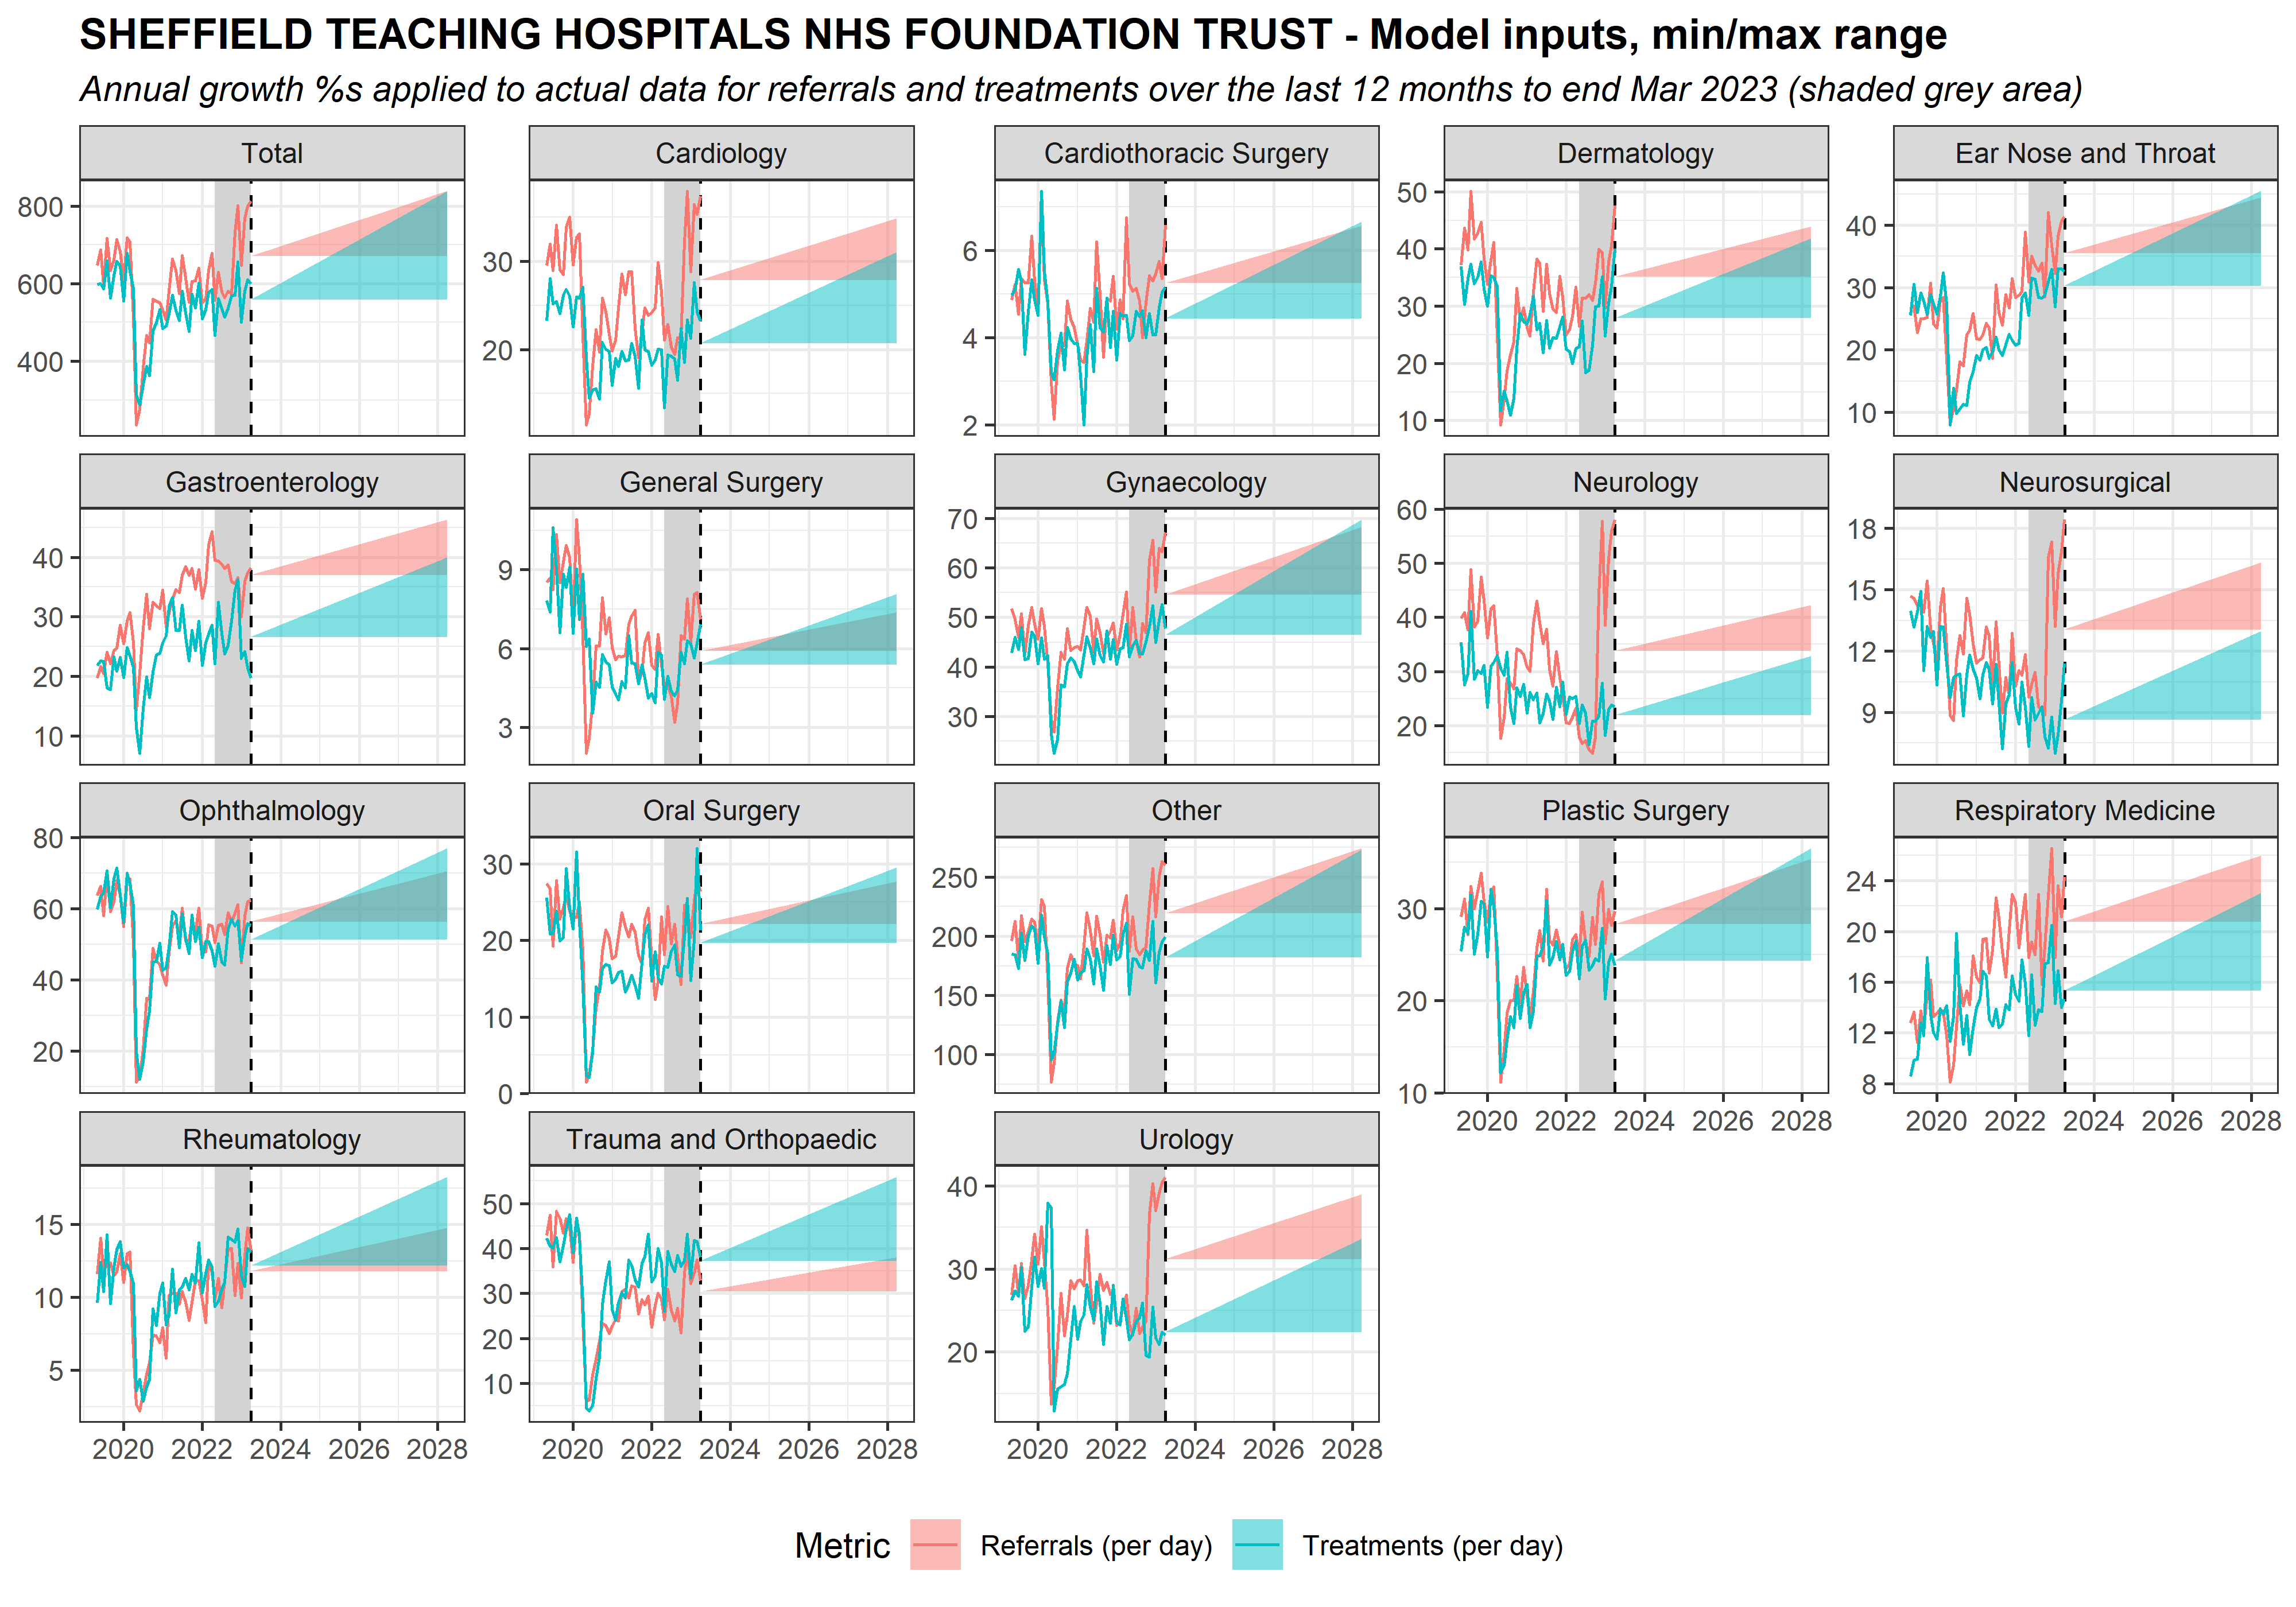 SHEFFIELD TEACHING HOSPITALS NHS FOUNDATION TRUST - Model inputs, min/max range
Annual growth %s applied to actual data for referrals and treatments over the last 12 months to end Mar 2023 (shaded grey area)
Total
Cardiology
Cardiothoracic Surgery
Dermatology
Ear Nose and Throat
800
600
400
30
20
6
4
2
50
40
30
20
10
40
30
20
10
Gastroenterology
General Surgery
Gynaecology
Neurology
Neurosurgical
40
30
20
10
9
6
3
70
60
50
40
30
60
50
40
30
20
18
15
12
9
Ophthalmology
Oral Surgery
Other
Plastic Surgery
Respiratory Medicine
80
60
40
20
30
20
10
0
250
200
150
100
30
20
10
24
20
16
12
8
2020 2022 2024 2026 2028
2020 2022 2024 2026 2028
Rheumatology
Trauma and Orthopaedic
Urology
15
10
5
50
40
30
20
10
40
30
20
2020 2022 2024 2026 2028
2020 2022 2024 2026 2028
2020 2022 2024 2026 2028
Metric Referrals (per day) Treatments (per day)